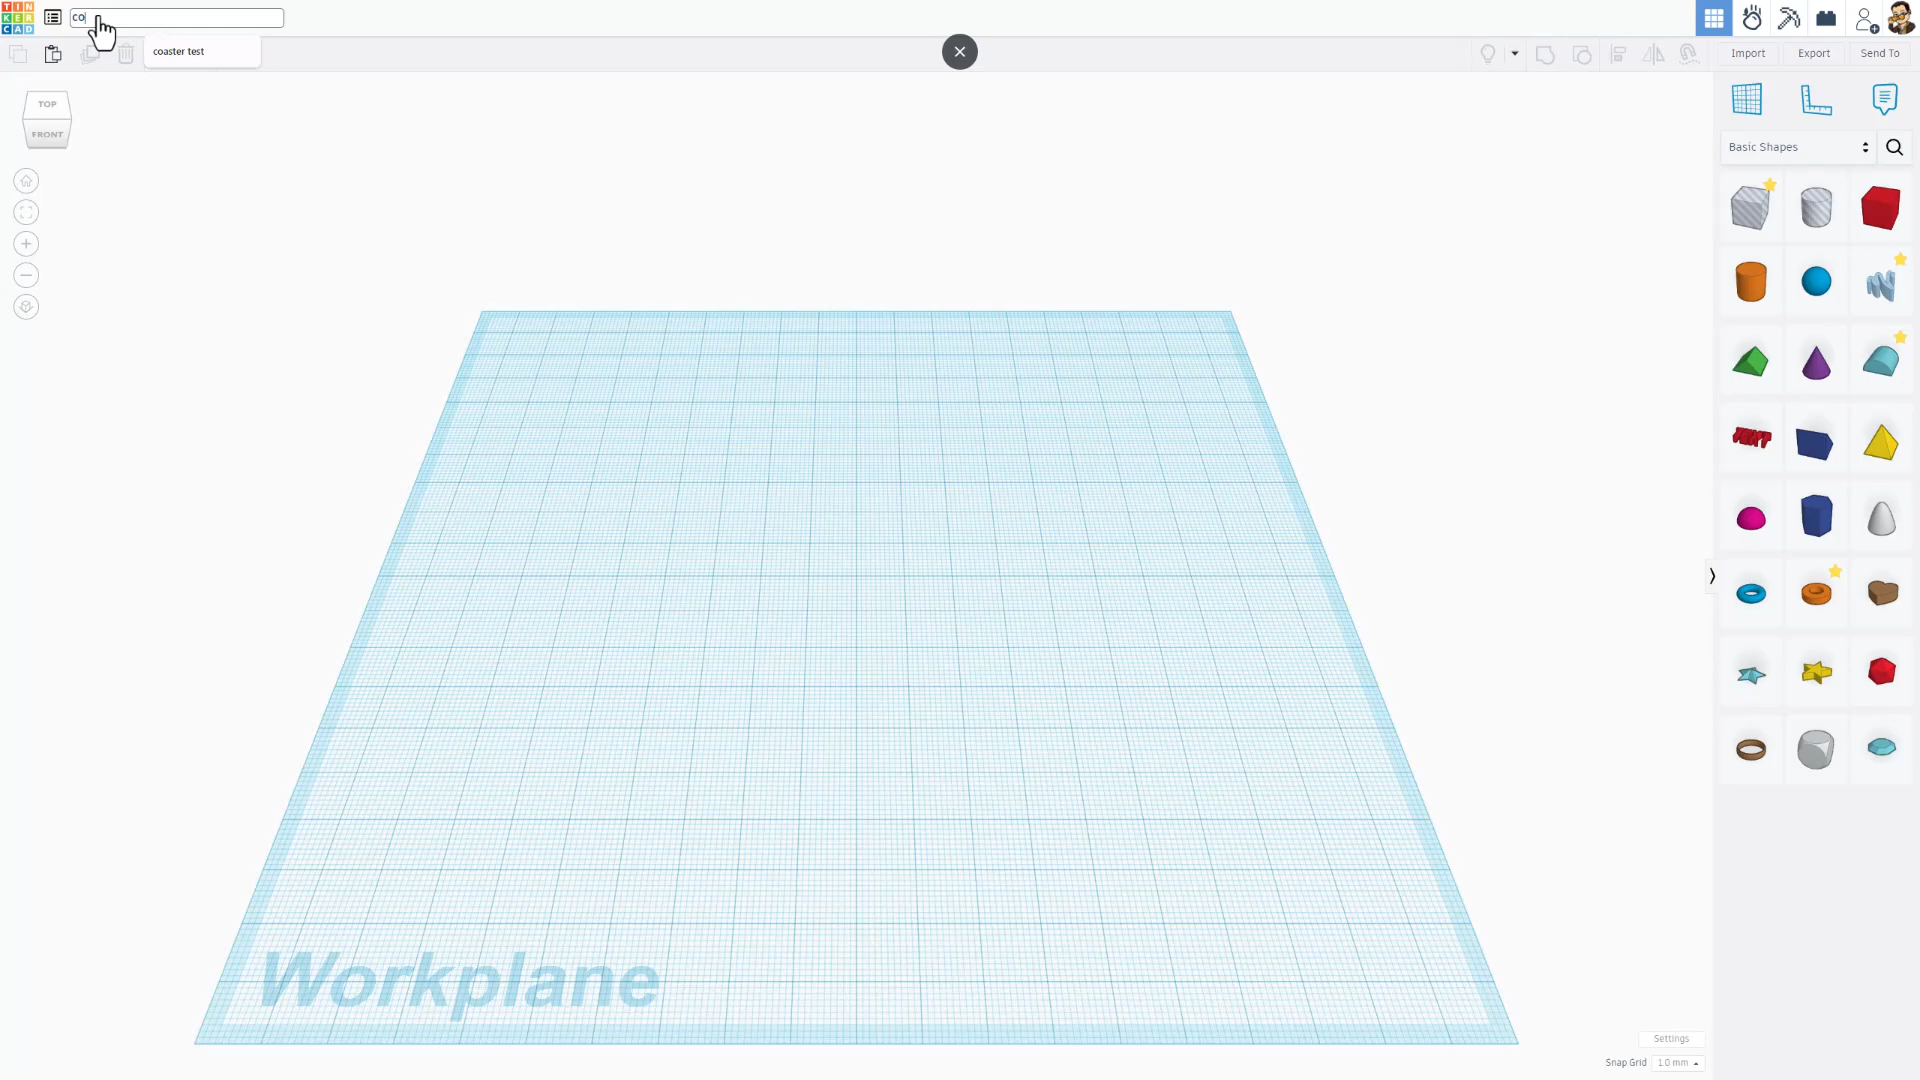 TIN
KER
CAD
co
coaster test
Import
Export
Send To
TOP
FRONT
Basic Shapes
TEXT
Workplane
Settings
Snap Grid
1.0 mm